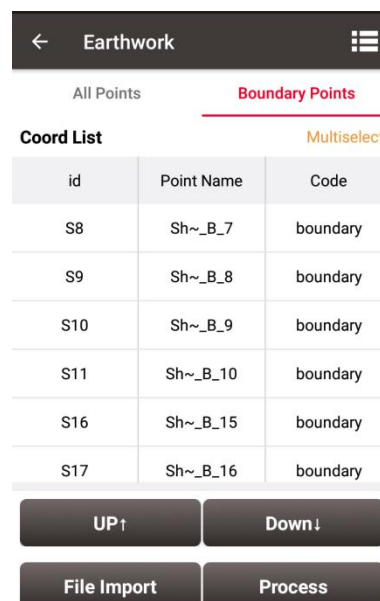 ← Earthwork
All Points Boundary Points
Coord List Multiselect
id Point Name Code
S8 Sh~_B_7 boundary
S9 Sh~_B_8 boundary
S10 Sh~_B_9 boundary
S11 Sh~_B_10 boundary
S16 Sh~_B_15 boundary
S17 Sh~_B_16 boundary
UP↑ Down↓
File Import Process